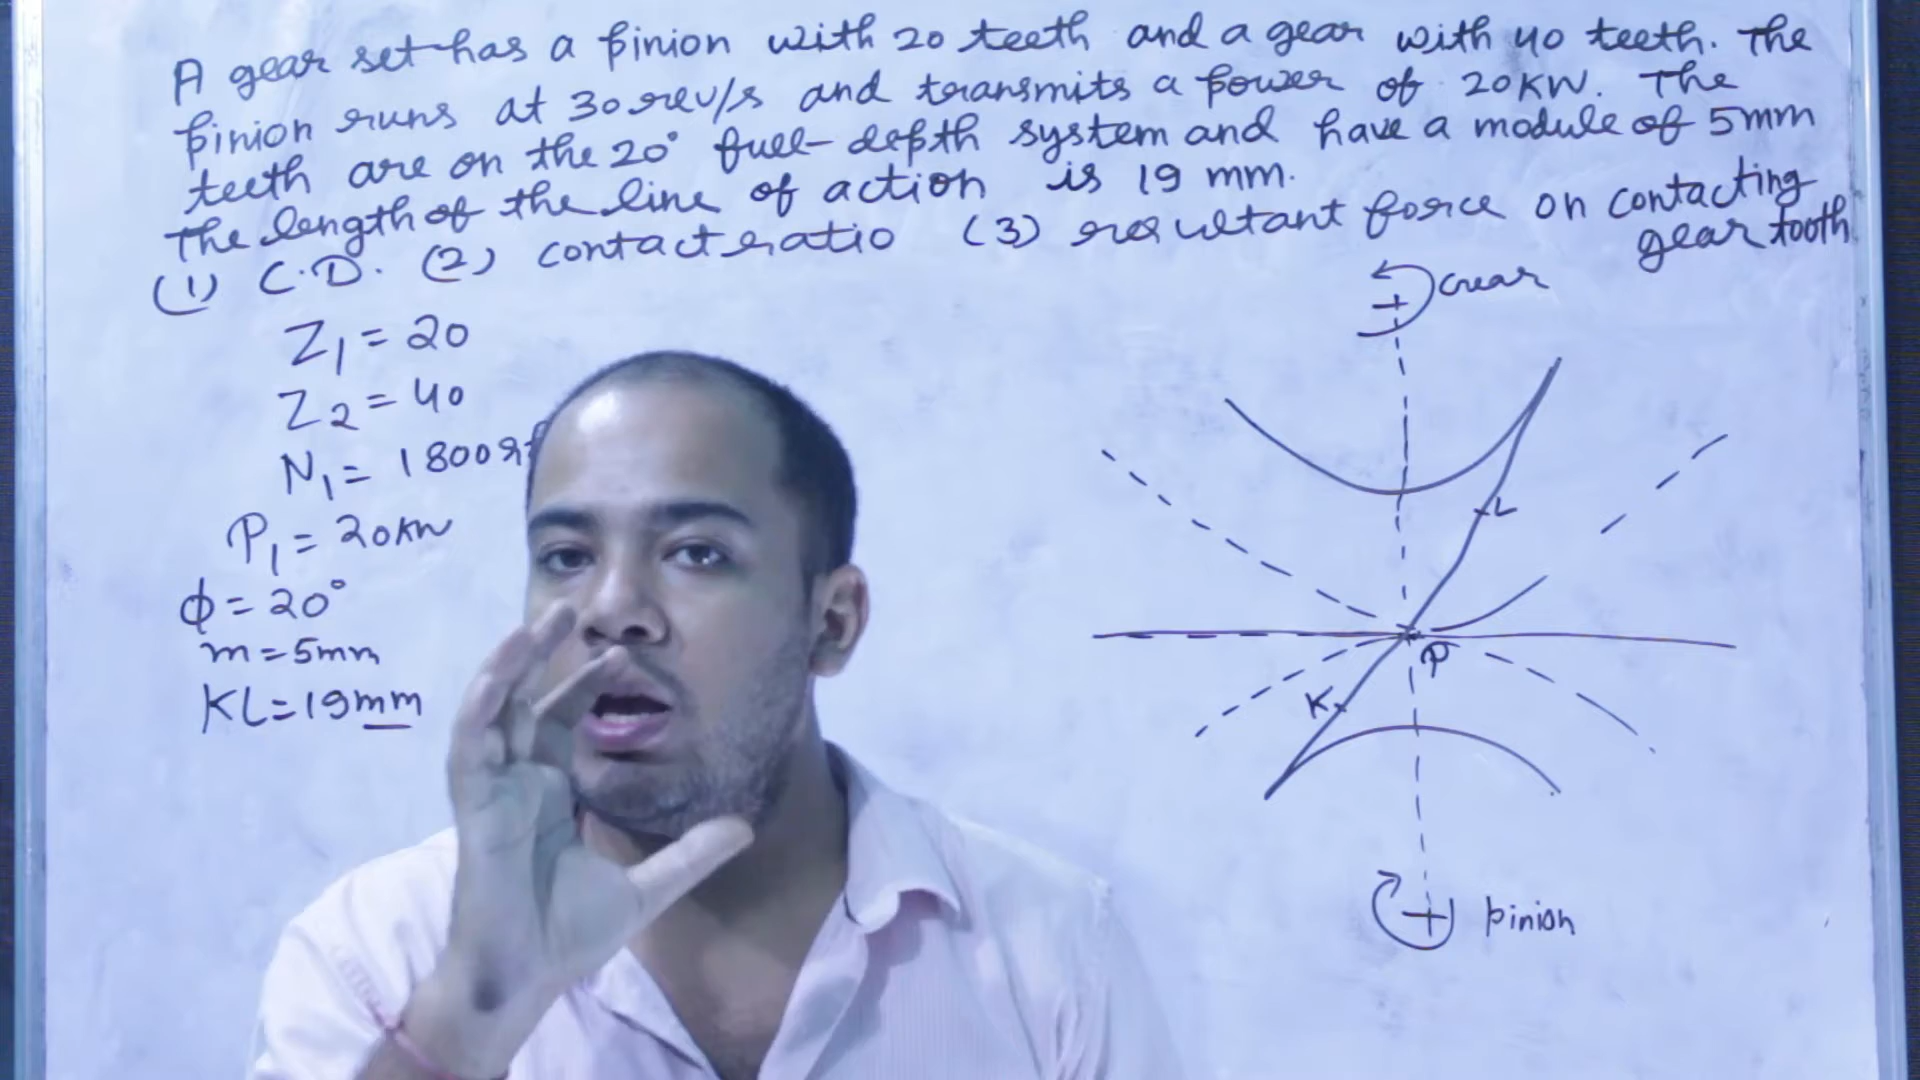 A gear set has a pinion with 20 teeth and a gear with 40 teeth. The
pinion runs at 30 rev/s and transmits a power of 20KW. The
teeth are on the 20° full-depth system and have a module of 5mm
The length of the line of action is 19 mm.
(1) C.D. (2) contact ratio (3) resultant force on contacting
gear tooth
Gear
Z1 = 20
Z2 = 40
N1 = 1800
P1 = 20KW
L
ϕ = 20°
m = 5mm
P
KL = 19mm
K
pinion